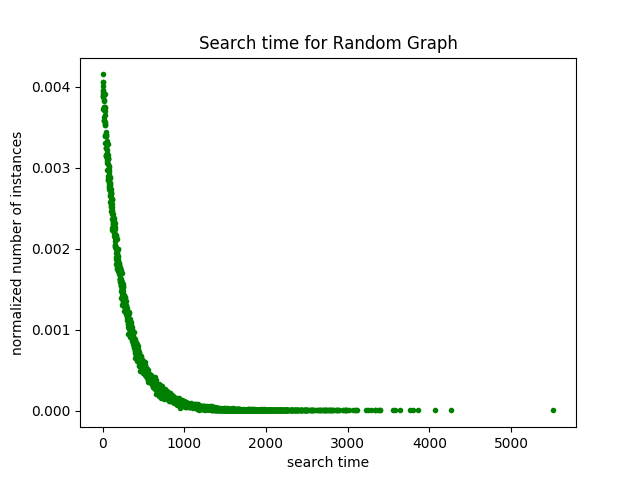 Search time for Random Graph
normalized number of instances
0.004
0.003
0.002
0.001
0.000
0 1000 2000 3000 4000 5000
search time